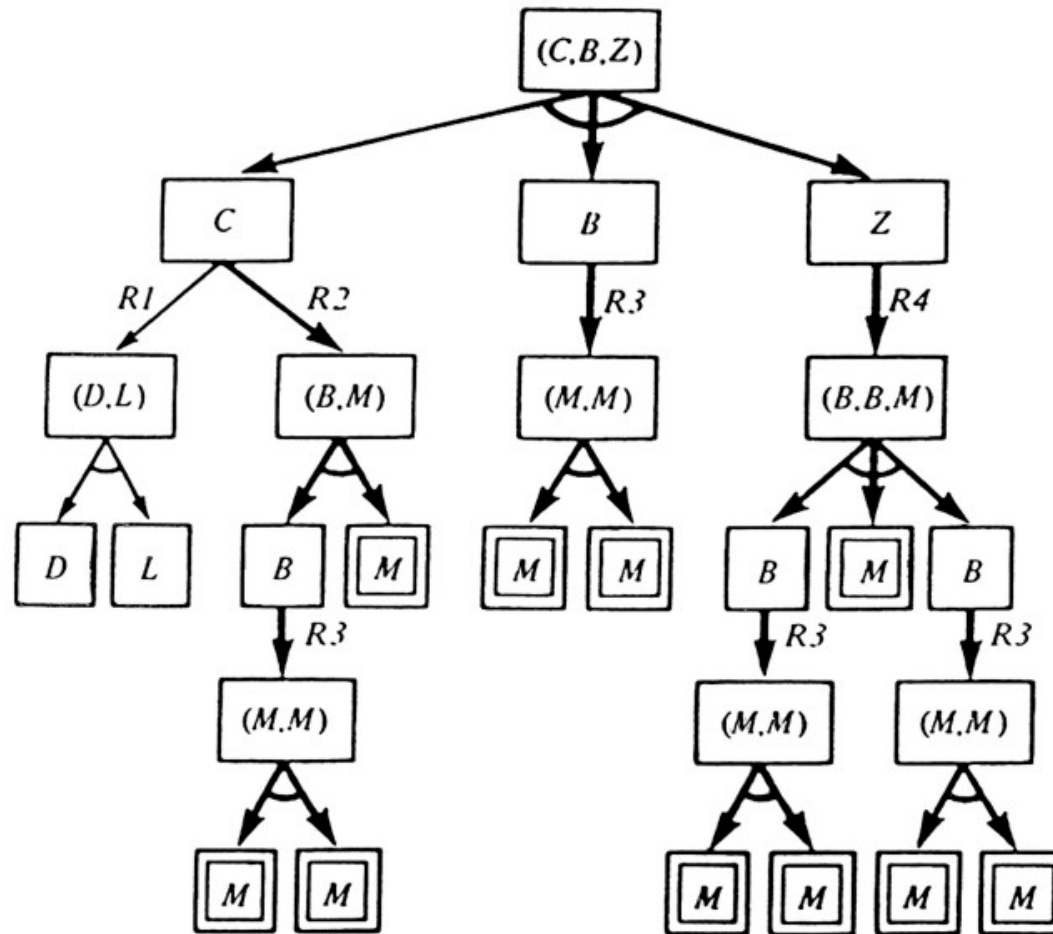 (C,B,Z)
C B Z
R1 R2 R3 R4
(D,L) (B,M) (M,M) (B,B,M)
D L B M M M B M B
R3 R3 R3
(M,M) (M,M) (M,M)
M M M M M M